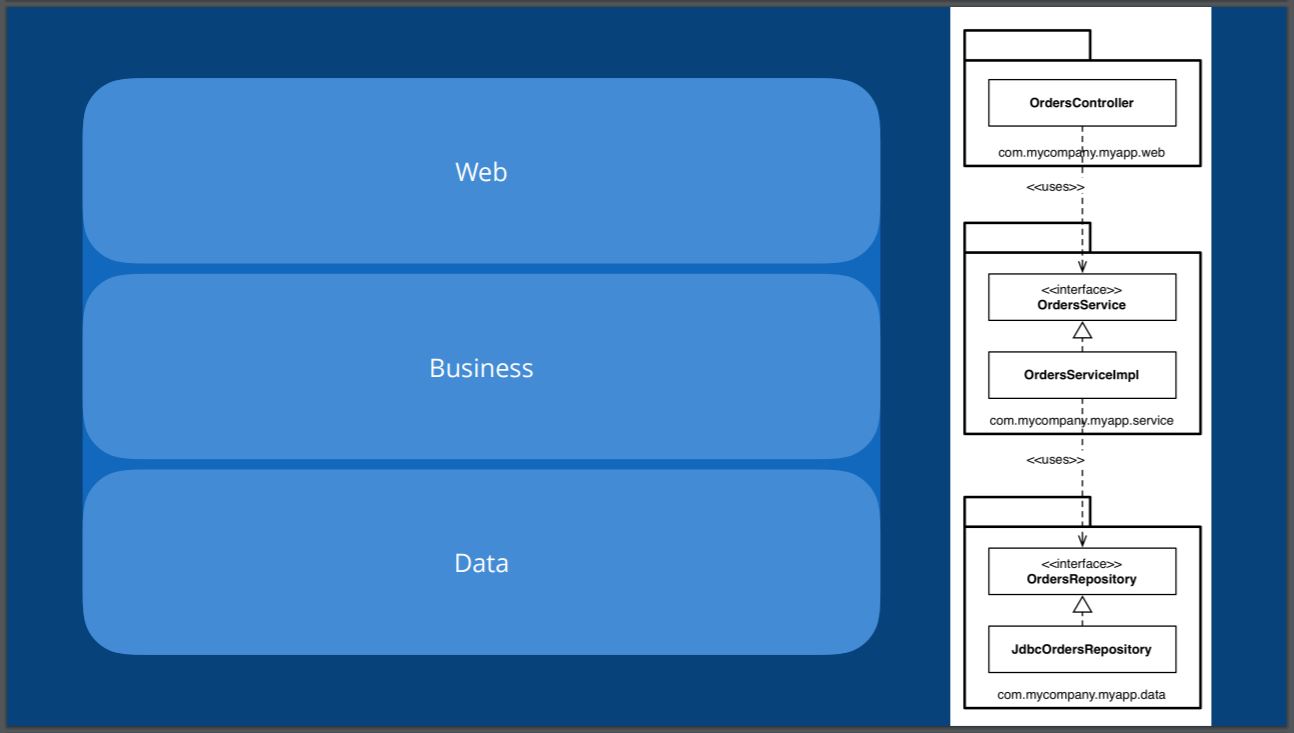 Web
Business
Data
OrdersController
com.mycompany.myapp.web
<<uses>>
<<interface>>
OrdersService
OrdersServiceImpl
com.mycompany.myapp.service
<<uses>>
<<interface>>
OrdersRepository
JdbcOrdersRepository
com.mycompany.myapp.data